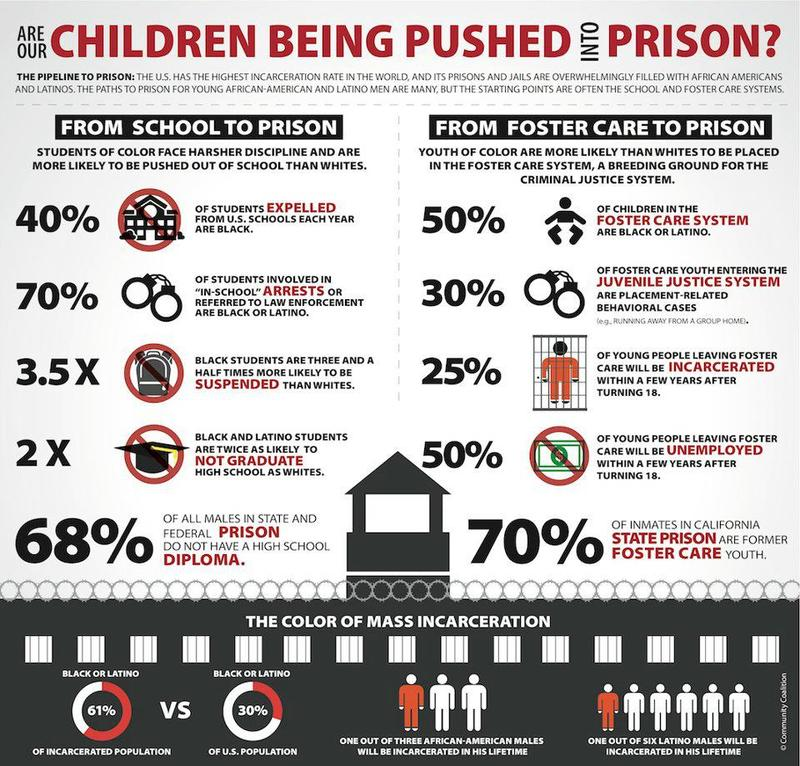 ARE OUR CHILDREN BEING PUSHED INTO PRISON?
THE PIPELINE TO PRISON: THE U.S. HAS THE HIGHEST INCARCERATION RATE IN THE WORLD, AND ITS PRISONS AND JAILS ARE OVERWHELMINGLY FILLED WITH AFRICAN AMERICANS
AND LATINOS. THE PATHS TO PRISON FOR YOUNG AFRICAN-AMERICAN AND LATINO MEN ARE MANY, BUT THE STARTING POINTS ARE OFTEN THE SCHOOL AND FOSTER CARE SYSTEMS.
FROM SCHOOL TO PRISON
STUDENTS OF COLOR FACE HARSHER DISCIPLINE AND ARE
MORE LIKELY TO BE PUSHED OUT OF SCHOOL THAN WHITES.
40%
OF STUDENTS EXPELLED
FROM U.S. SCHOOLS EACH YEAR
ARE BLACK.
70%
OF STUDENTS INVOLVED IN
"IN-SCHOOL" ARRESTS OR
REFERRED TO LAW ENFORCEMENT
ARE BLACK OR LATINO.
3.5 X
BLACK STUDENTS ARE THREE AND A
HALF TIMES MORE LIKELY TO BE
SUSPENDED THAN WHITES.
2 X
BLACK AND LATINO STUDENTS
ARE TWICE AS LIKELY TO
NOT GRADUATE
HIGH SCHOOL AS WHITES.
68%
OF ALL MALES IN STATE AND
FEDERAL PRISON
DO NOT HAVE A HIGH SCHOOL
DIPLOMA.
FROM FOSTER CARE TO PRISON
YOUTH OF COLOR ARE MORE LIKELY THAN WHITES TO BE PLACED
IN THE FOSTER CARE SYSTEM, A BREEDING GROUND FOR THE
CRIMINAL JUSTICE SYSTEM.
50%
OF CHILDREN IN THE
FOSTER CARE SYSTEM
ARE BLACK OR LATINO.
30%
OF FOSTER CARE YOUTH ENTERING THE
JUVENILE JUSTICE SYSTEM
ARE PLACEMENT-RELATED
BEHAVIORAL CASES
(e.g., RUNNING AWAY FROM A GROUP HOME).
25%
OF YOUNG PEOPLE LEAVING FOSTER
CARE WILL BE INCARCERATED
WITHIN A FEW YEARS AFTER
TURNING 18.
50%
OF YOUNG PEOPLE LEAVING FOSTER
CARE WILL BE UNEMPLOYED
WITHIN A FEW YEARS AFTER
TURNING 18.
70%
OF INMATES IN CALIFORNIA
STATE PRISON ARE FORMER
FOSTER CARE YOUTH.
THE COLOR OF MASS INCARCERATION
BLACK OR LATINO
61%
OF INCARCERATED POPULATION
VS
BLACK OR LATINO
30%
OF U.S. POPULATION
ONE OUT OF THREE AFRICAN-AMERICAN MALES
WILL BE INCARCERATED IN HIS LIFETIME
ONE OUT OF SIX LATINO MALES WILL BE
INCARCERATED IN HIS LIFETIME
© Community Coalition